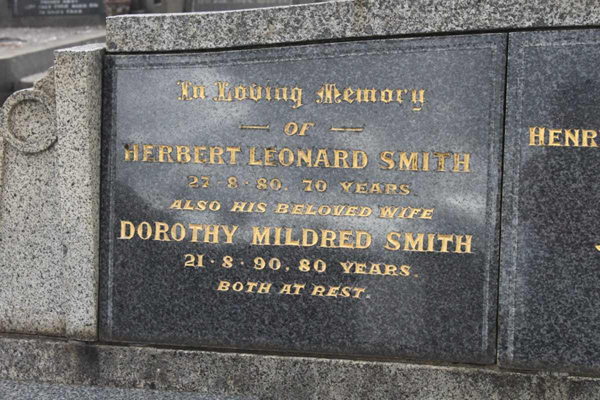 In Loving Memory
OF
HERBERT LEONARD SMITH
27·8·80. 70 YEARS.
ALSO HIS BELOVED WIFE
DOROTHY MILDRED SMITH
21·8·90. 80 YEARS.
BOTH AT REST.